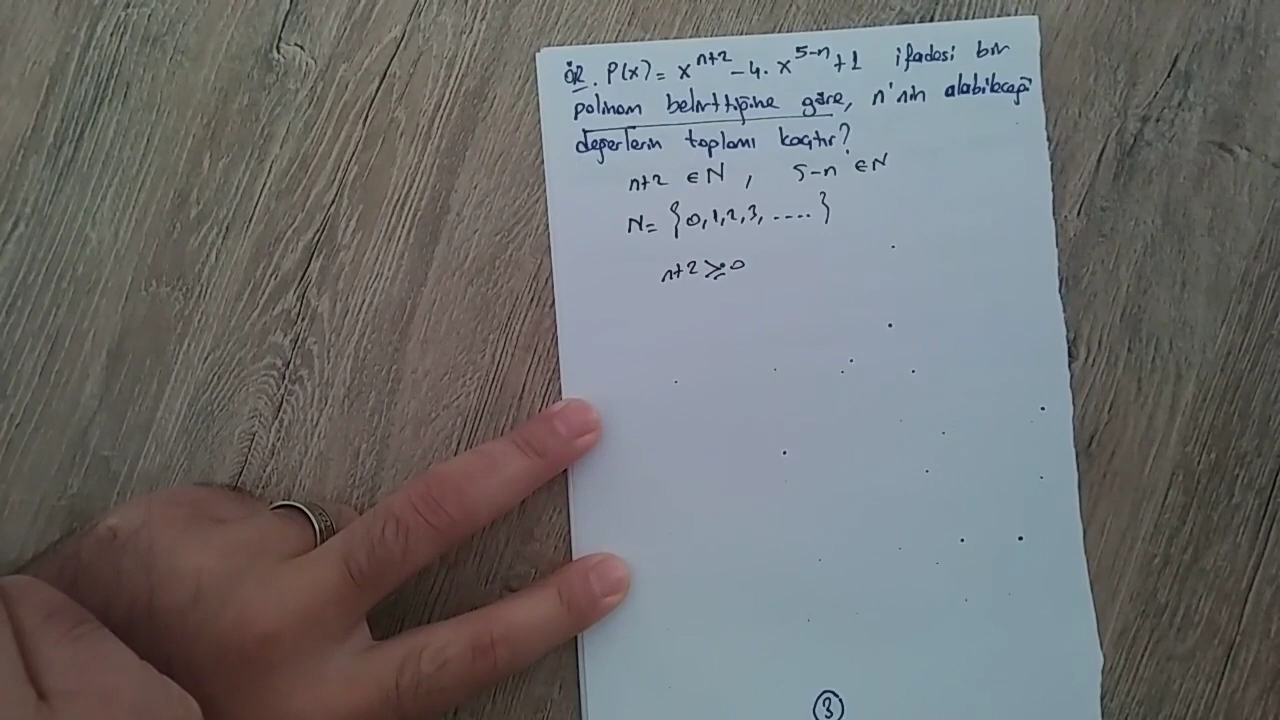 ÖR. P(x) = x^(n+2) - 4. x^(5-n) + 1 ifadesi bir
polinom belirttiğine göre, n'nin alabileceği
değerlerin toplamı kaçtır?
n+2 ∈ N, 5-n ∈ N
N = {0,1,2,3,.....}
n+2 ≥ 0
3